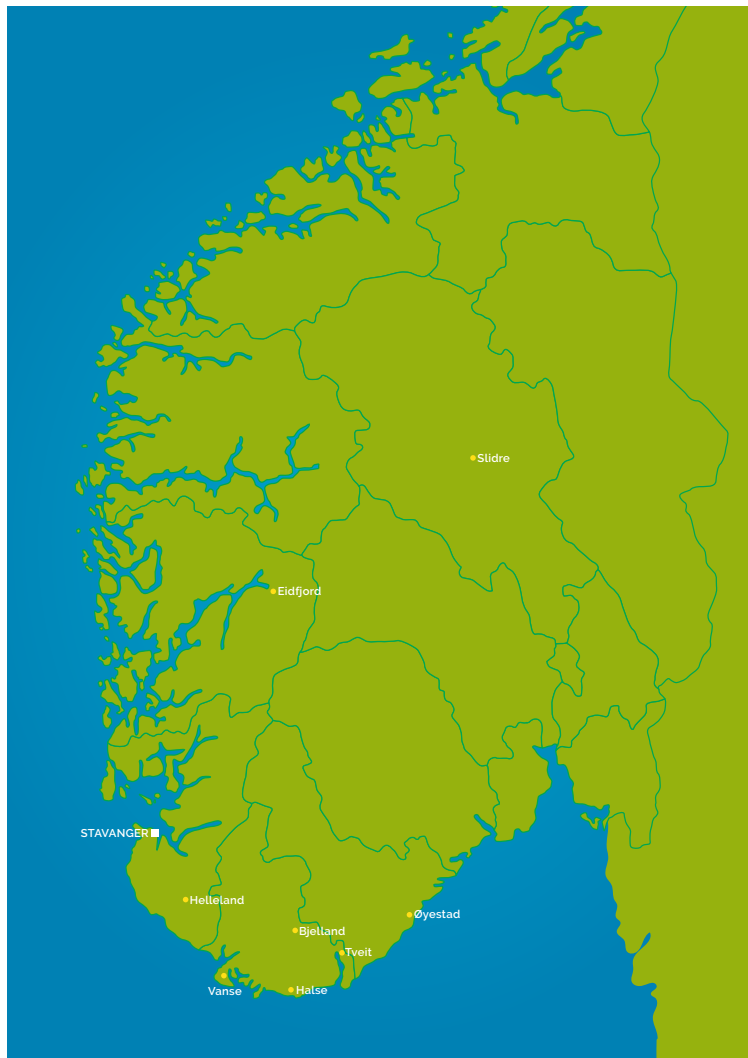 Slidre
Eidfjord
STAVANGER
Helleland
Øyestad
Bjelland
Tveit
Vanse
Halse